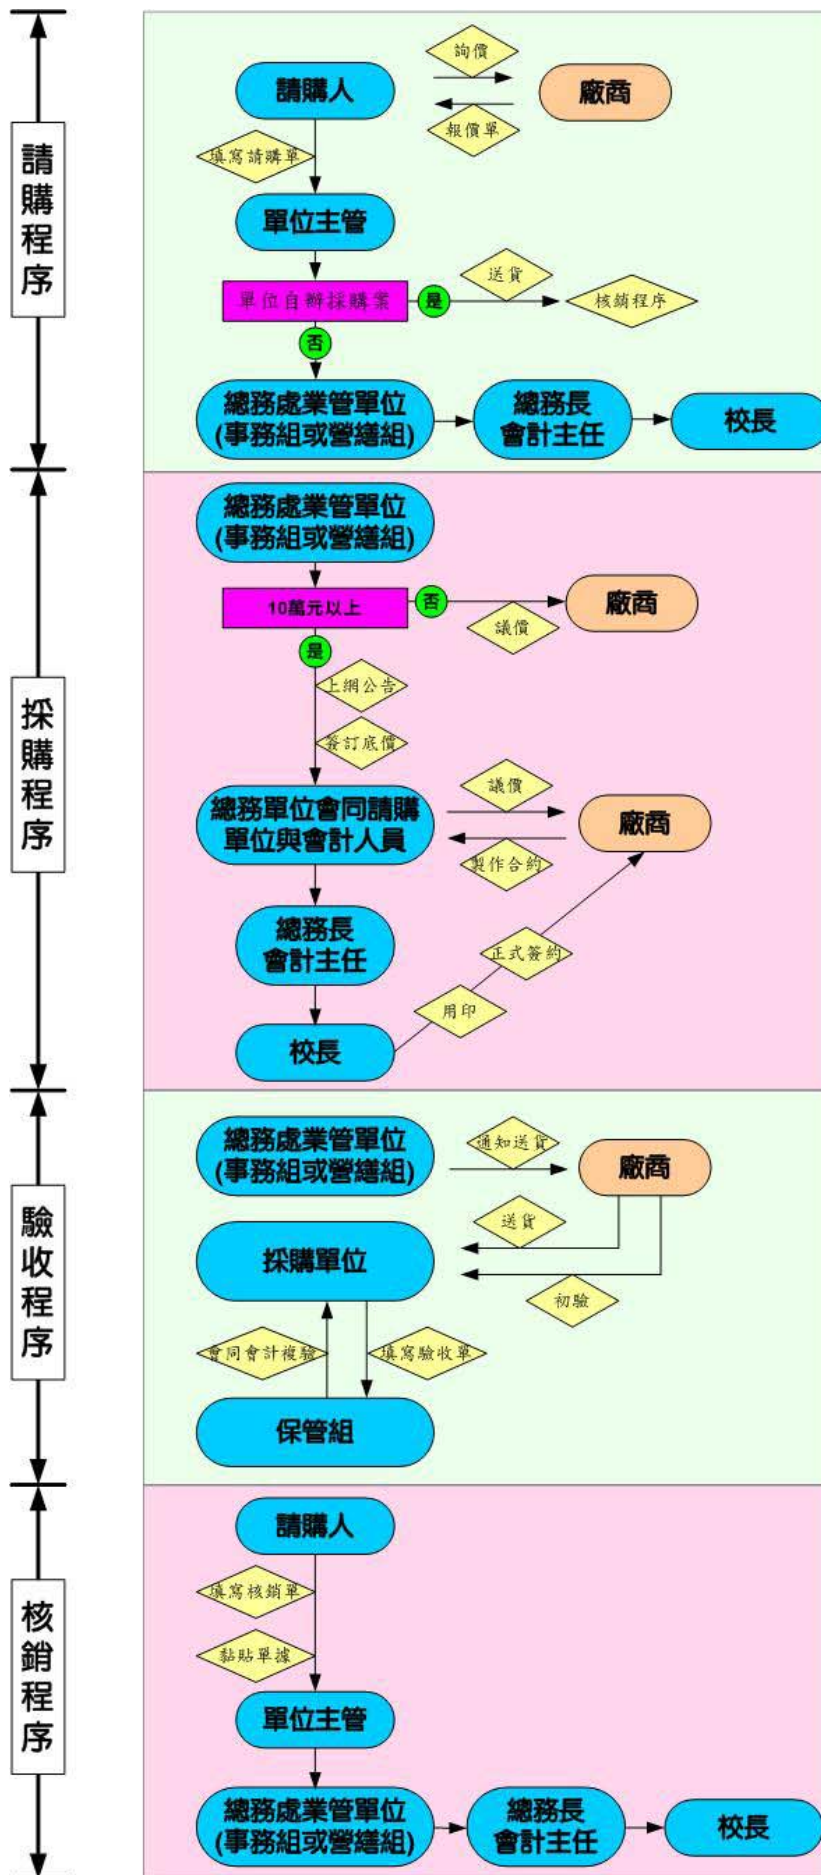 請購程序
詢價
請購人
廠商
報價單
填寫請購單
單位主管
單位自辦採購案
是
送貨
核銷程序
否
總務處業管單位
(事務組或營繕組)
總務長
會計主任
校長
採購程序
總務處業管單位
(事務組或營繕組)
10萬元以上
否
議價
廠商
是
上網公告
簽訂底價
總務單位會同請購
單位與會計人員
議價
製作合約
廠商
總務長
會計主任
正式簽約
用印
校長
驗收程序
總務處業管單位
(事務組或營繕組)
通知送貨
廠商
送貨
採購單位
初驗
會同會計複驗
填寫驗收單
保管組
核銷程序
請購人
填寫核銷單
黏貼單據
單位主管
總務處業管單位
(事務組或營繕組)
總務長
會計主任
校長